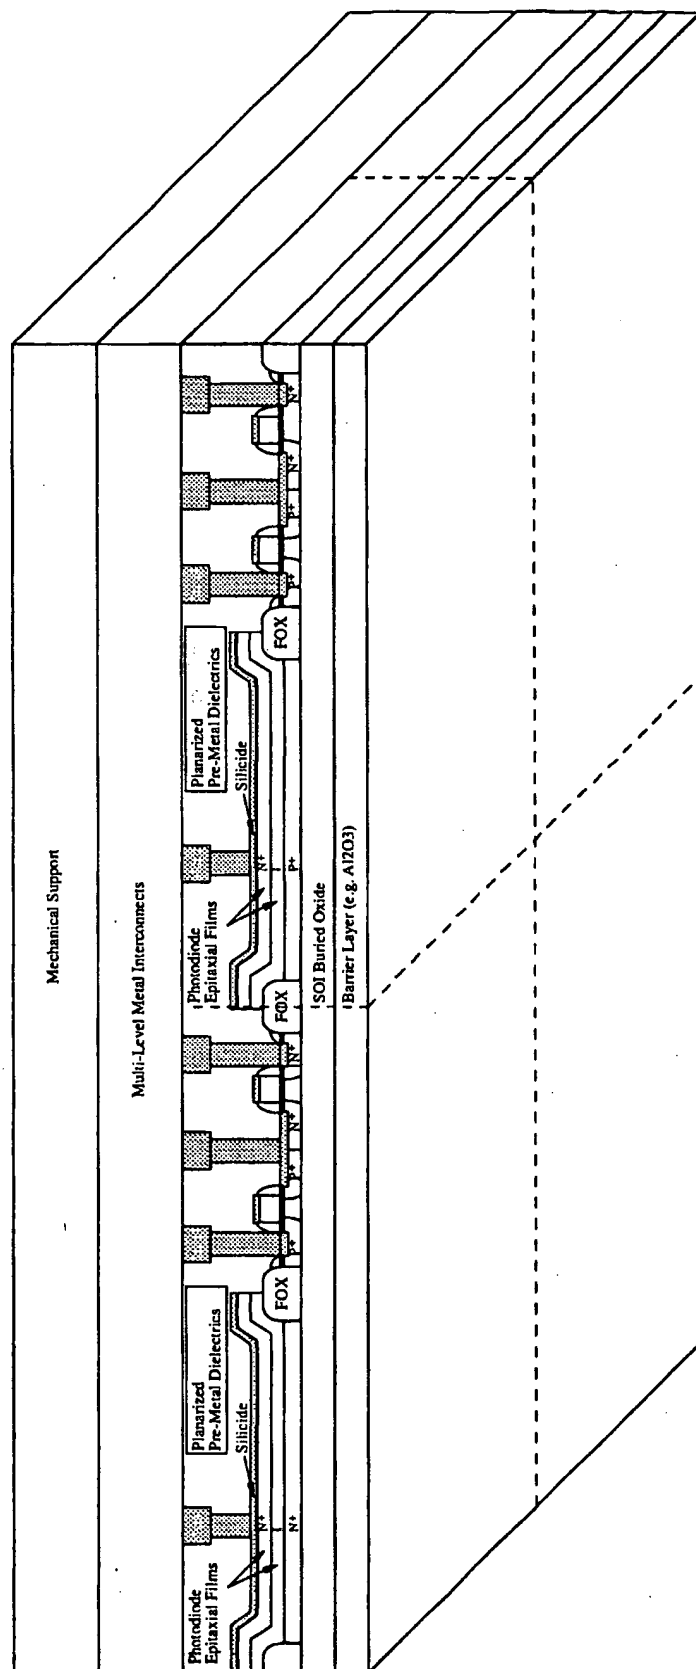 Mechanical Support
Multi-Level Metal Interconnects
Photodiode
Epitaxial Films
Planarized
Pre-Metal Dielectrics
Silicide
N+
N+
FOX
P+
P+
N+
N+
FOX
Photodiode
Epitaxial Films
Planarized
Pre-Metal Dielectrics
Silicide
N+
P+
FOX
P+
P+
N+
N+
SOI Buried Oxide
Barrier Layer (e.g. Al2O3)